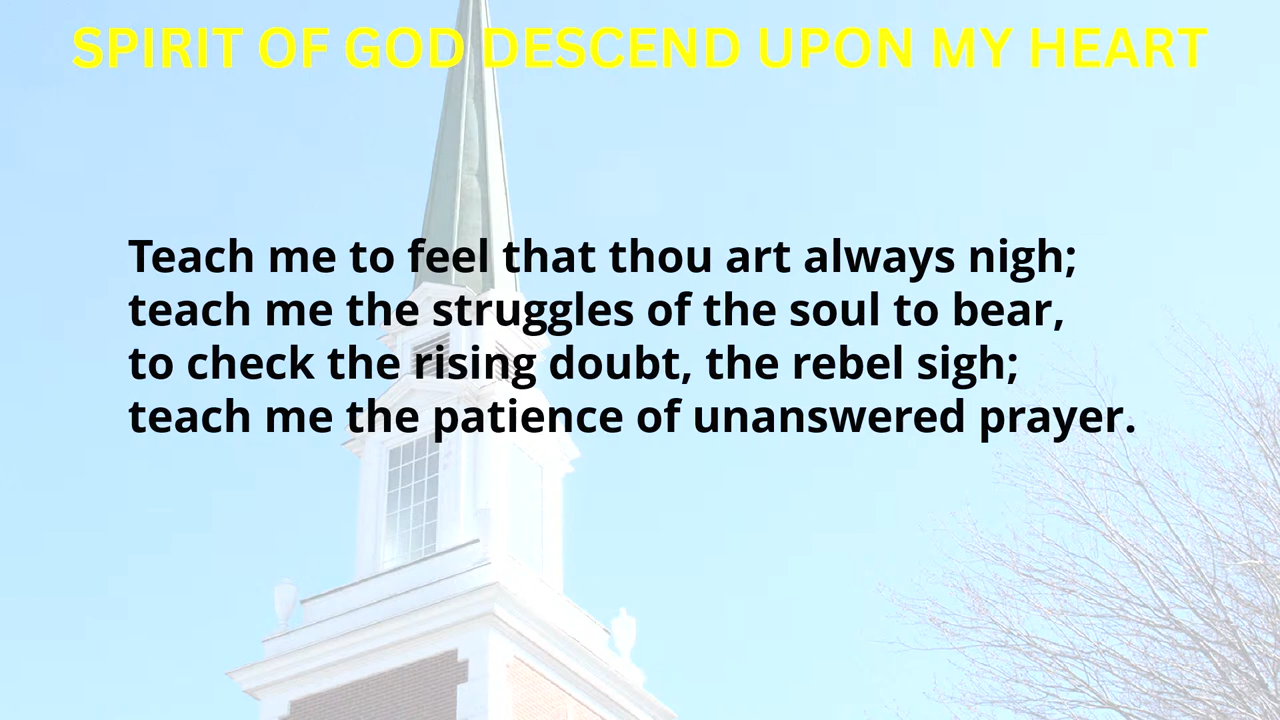 SPIRIT OF GOD DESCEND UPON MY HEART
Teach me to feel that thou art always nigh;
teach me the struggles of the soul to bear,
to check the rising doubt, the rebel sigh;
teach me the patience of unanswered prayer.